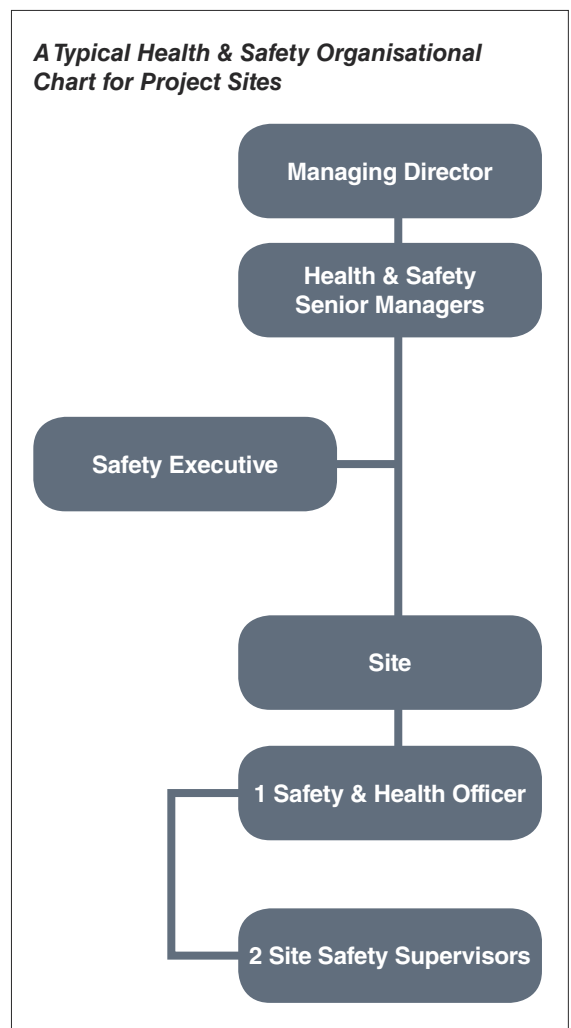 A Typical Health & Safety Organisational
Chart for Project Sites
Managing Director
Health & Safety
Senior Managers
Safety Executive
Site
1 Safety & Health Officer
2 Site Safety Supervisors